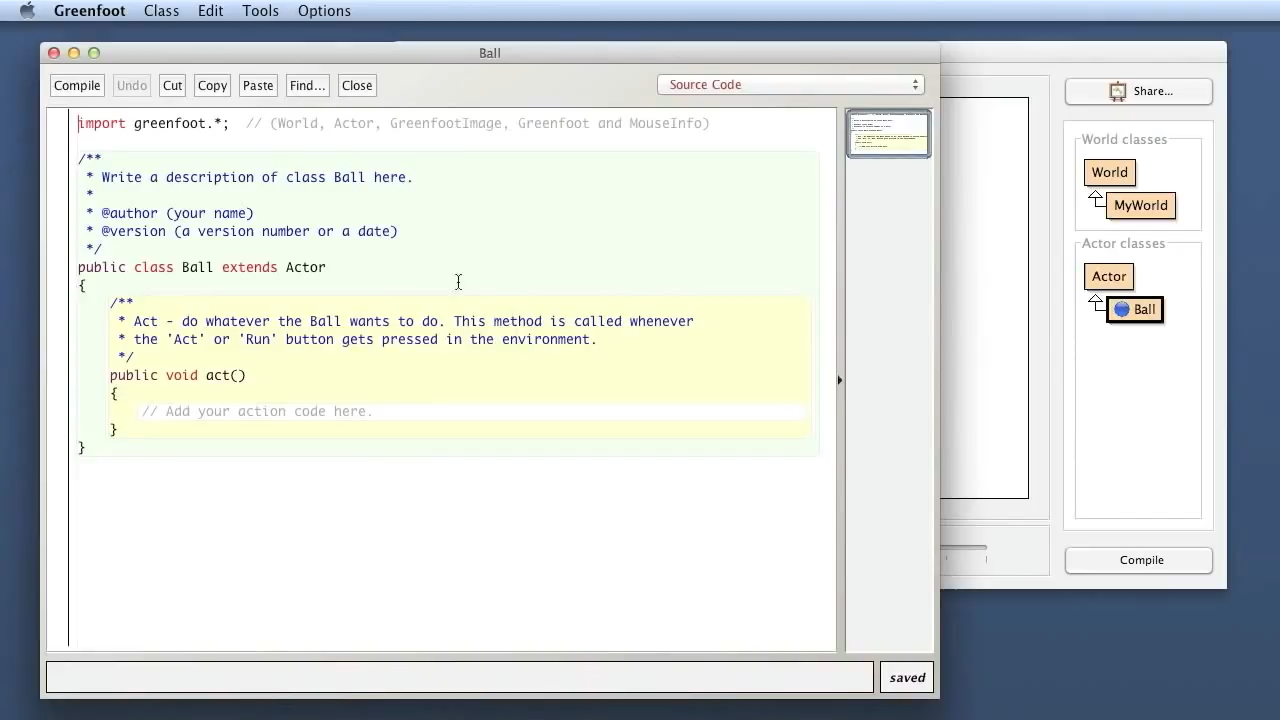 Greenfoot Class Edit Tools Options
Ball
Compile Undo Cut Copy Paste Find... Close Source Code
import greenfoot.*;  // (World, Actor, GreenfootImage, Greenfoot and MouseInfo)
/**
 * Write a description of class Ball here.
 *
 * @author (your name)
 * @version (a version number or a date)
 */
public class Ball extends Actor
{
    /**
     * Act - do whatever the Ball wants to do. This method is called whenever
     * the 'Act' or 'Run' button gets pressed in the environment.
     */
    public void act()
    {
        // Add your action code here.
    }
}
saved
Share...
World classes
World
MyWorld
Actor classes
Actor
Ball
Compile